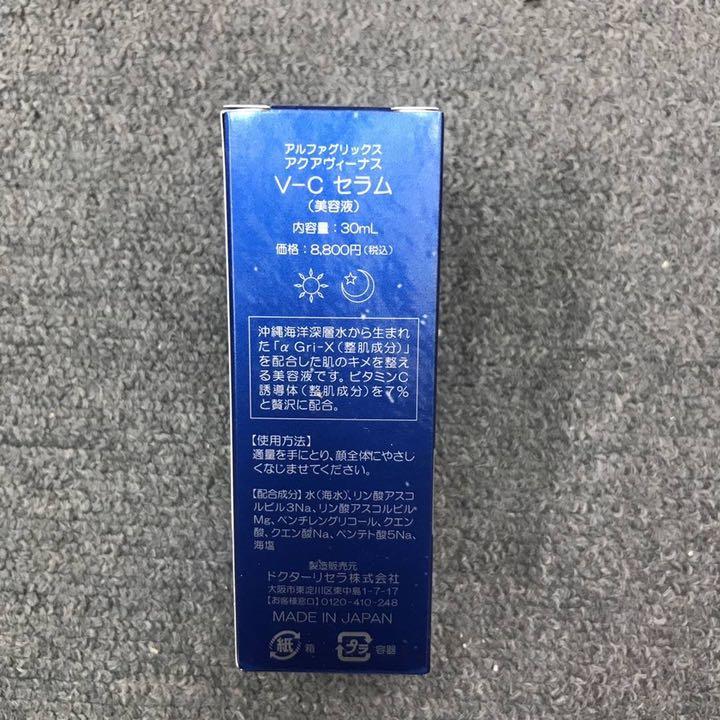 アルファグリックス
アクアヴィーナス
V-C セラム
(美容液)
内容量：30mL
価格：8,800円(税込)
沖縄海洋深層水から生まれ
た「α Gri-X(整肌成分)」
を配合した肌のキメを整え
る美容液です。ビタミンC
誘導体(整肌成分)を7%
と贅沢に配合。
【使用方法】
適量を手にとり、顔全体にやさし
くなじませてください。
【配合成分】水(海水)、リン酸アスコ
ルビル3Na、リン酸アスコルビル
Mg、ペンチレングリコール、クエン
酸、クエン酸Na、ペンテト酸5Na、
海塩
製造販売元
ドクターリセラ株式会社
大阪市東淀川区東中島1-7-17
【お客様窓口】0120-410-248
MADE IN JAPAN
紙 箱 プラ 容器